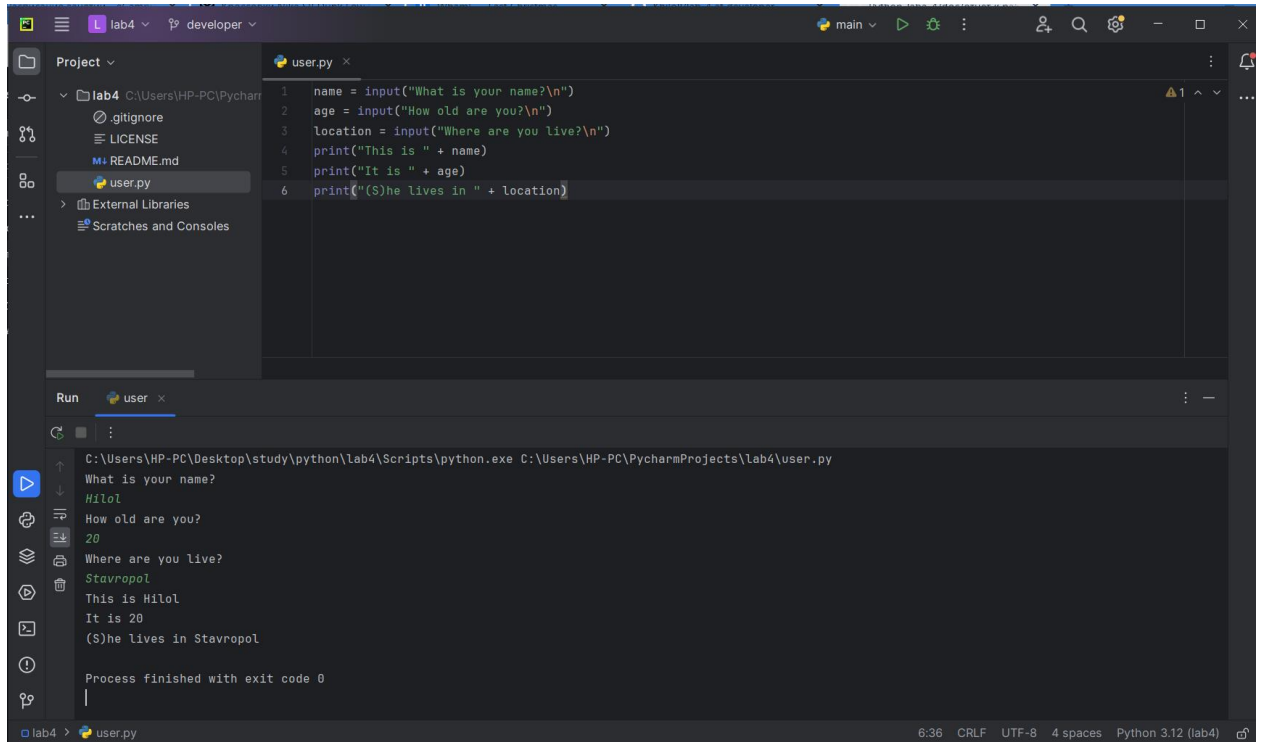 L lab4 developer main
Project
user.py
lab4 C:\Users\HP-PC\Pycharr
.gitignore
LICENSE
M↓ README.md
user.py
External Libraries
Scratches and Consoles
1 name = input("What is your name?\n")
2 age = input("How old are you?\n")
3 location = input("Where are you live?\n")
4 print("This is " + name)
5 print("It is " + age)
6 print("(S)he lives in " + location)
1
Run user
C:\Users\HP-PC\Desktop\study\python\lab4\Scripts\python.exe C:\Users\HP-PC\PycharmProjects\lab4\user.py
What is your name?
Hilol
How old are you?
20
Where are you live?
Stavropol
This is Hilol
It is 20
(S)he lives in Stavropol
Process finished with exit code 0
lab4 > user.py 6:36 CRLF UTF-8 4 spaces Python 3.12 (lab4)